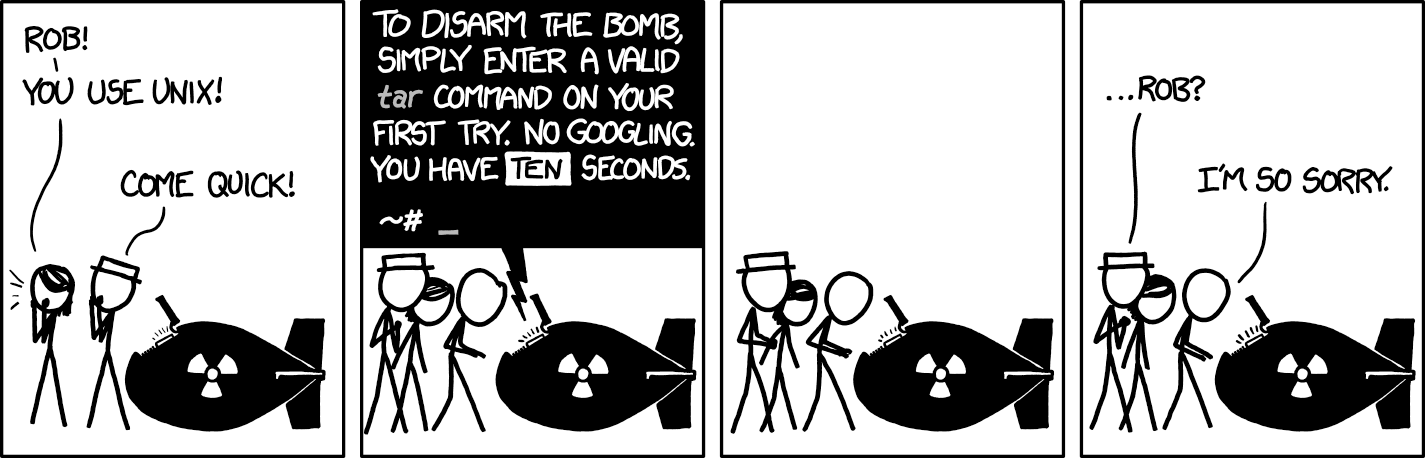 ROB!
YOU USE UNIX!
COME QUICK!
TO DISARM THE BOMB,
SIMPLY ENTER A VALID
tar COMMAND ON YOUR
FIRST TRY. NO GOOGLING.
YOU HAVE TEN SECONDS.
~# _
...ROB?
I'M SO SORRY.